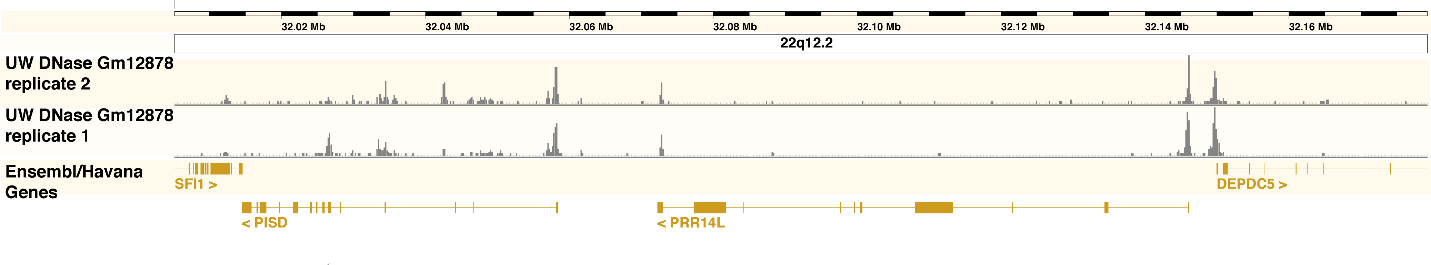 32.02 Mb 32.04 Mb 32.06 Mb 32.08 Mb 32.10 Mb 32.12 Mb 32.14 Mb 32.16 Mb
22q12.2
UW DNase Gm12878
replicate 2
UW DNase Gm12878
replicate 1
Ensembl/Havana
Genes
SFI1 >
DEPDC5 >
< PISD
< PRR14L